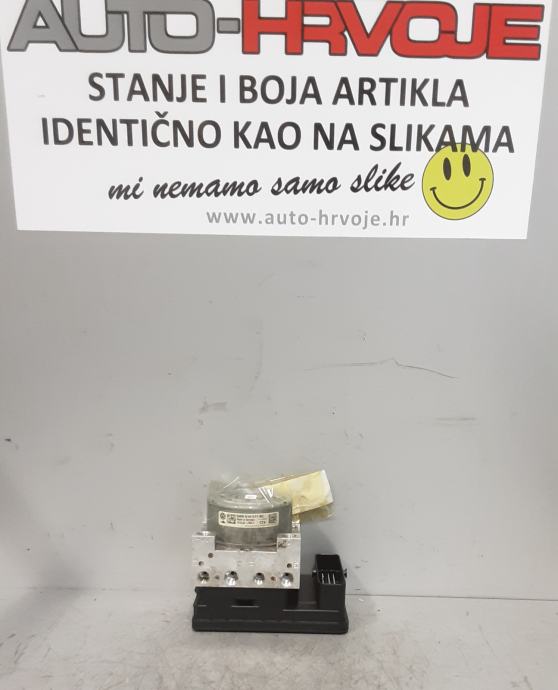 AUTO-HRVOJE
STANJE I BOJA ARTIKLA
IDENTIČNO KAO NA SLIKAMA
mi nemamo samo slike
www.auto-hrvoje.hr